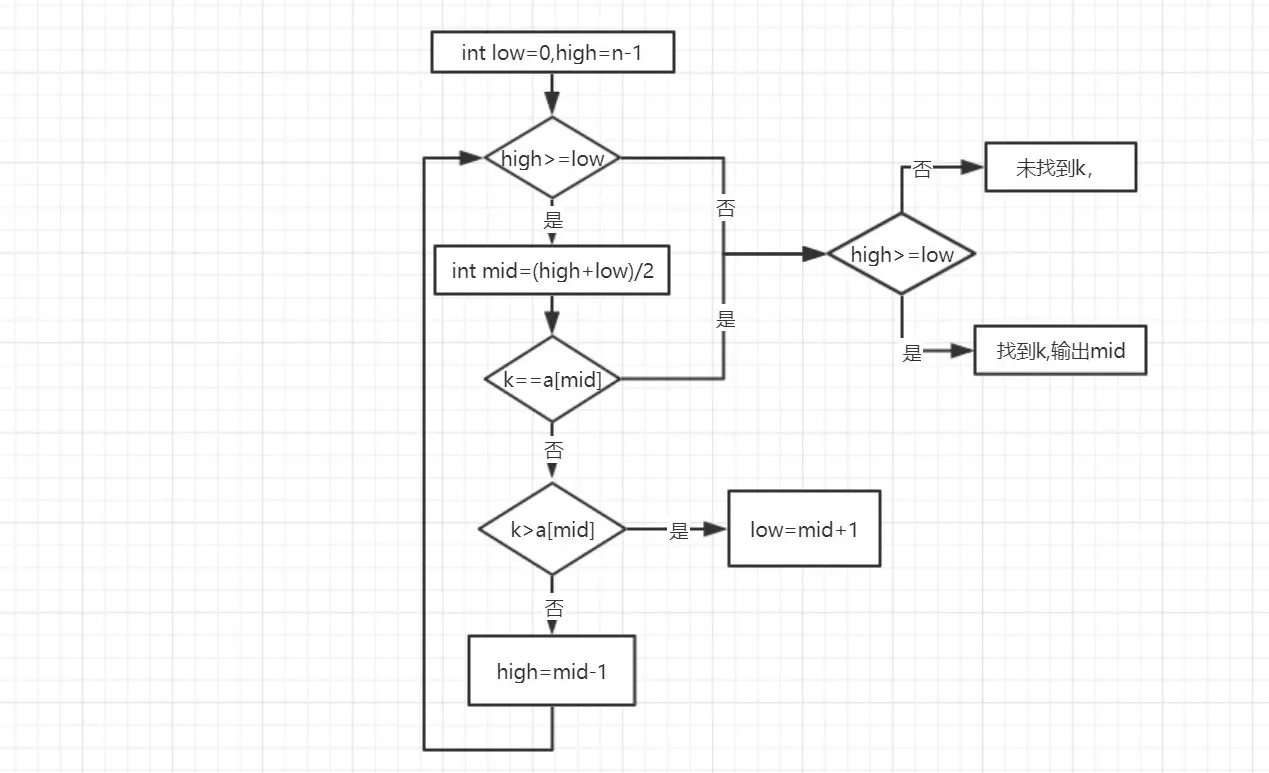 int low=0,high=n-1
high>=low
是
int mid=(high+low)/2
k==a[mid]
否
k>a[mid]
是
low=mid+1
否
high=mid-1
否
是
high>=low
否
未找到k,
是
找到k,输出mid